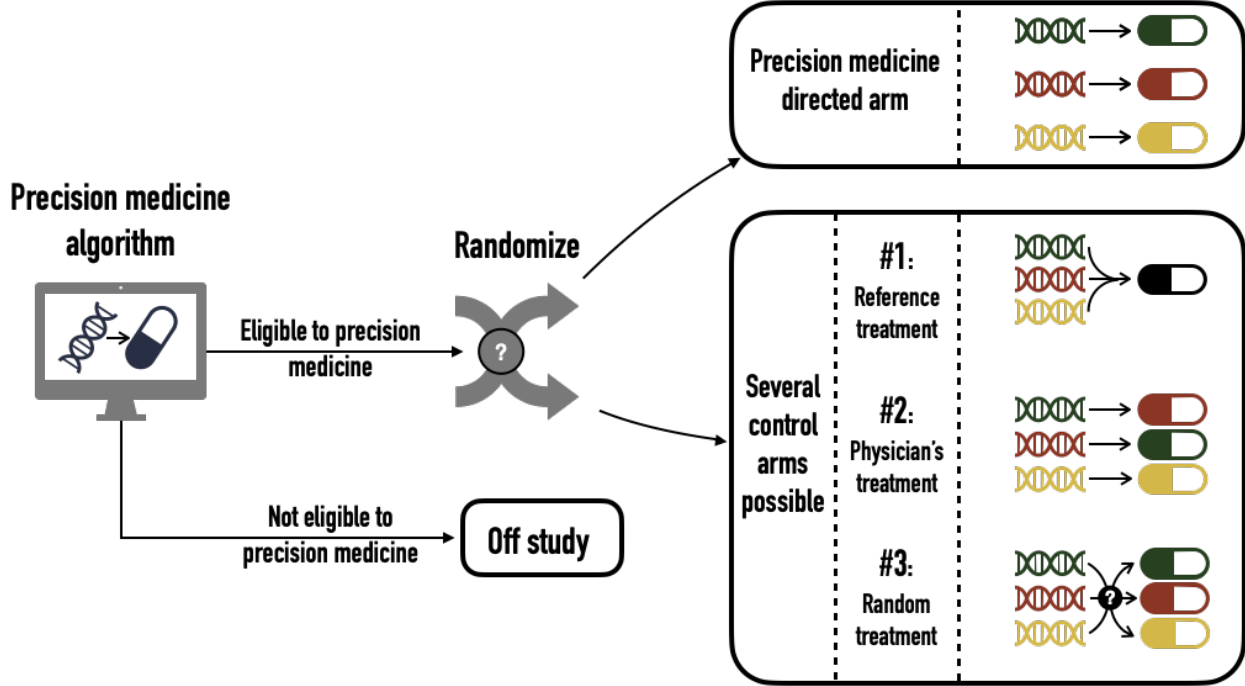 Precision medicine
algorithm
Eligible to precision
medicine
Not eligible to
precision medicine
Off study
Randomize
?
Precision medicine
directed arm
Several
control
arms
possible
#1:
Reference
treatment
#2:
Physician's
treatment
#3:
Random
treatment
?